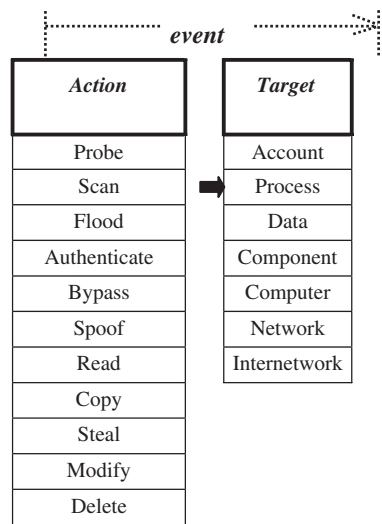 event
Action
Target
Probe
Scan
Flood
Authenticate
Bypass
Spoof
Read
Copy
Steal
Modify
Delete
Account
Process
Data
Component
Computer
Network
Internetwork